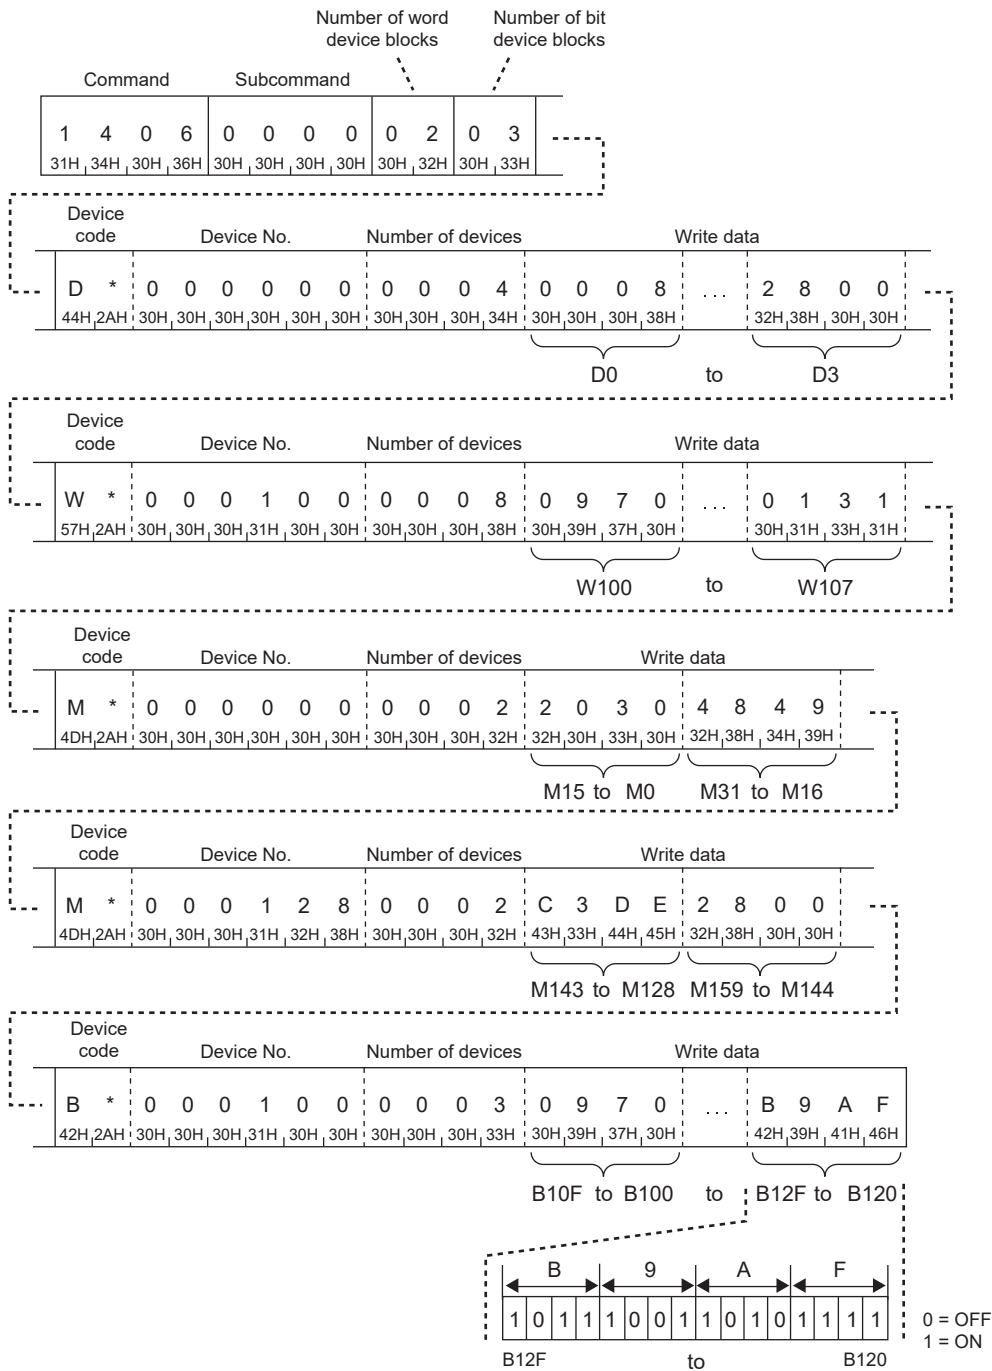 Number of word Number of bit
device blocks device blocks
Command Subcommand
1 4 0 6 0 0 0 0 0 2 0 3
31H 34H 30H 36H 30H 30H 30H 30H 30H 32H 30H 33H
Device
code Device No. Number of devices Write data
D * 0 0 0 0 0 0 0 0 0 4 0 0 0 8 ... 2 8 0 0
44H 2AH 30H 30H 30H 30H 30H 30H 30H 30H 30H 34H 30H 30H 30H 38H 32H 38H 30H 30H
D0 to D3
Device
code Device No. Number of devices Write data
W * 0 0 0 1 0 0 0 0 0 8 0 9 7 0 ... 0 1 3 1
57H 2AH 30H 30H 30H 31H 30H 30H 30H 30H 30H 38H 30H 39H 37H 30H 30H 31H 33H 31H
W100 to W107
Device
code Device No. Number of devices Write data
M * 0 0 0 0 0 0 0 0 0 2 2 0 3 0 4 8 4 9
4DH 2AH 30H 30H 30H 30H 30H 30H 30H 30H 30H 32H 32H 30H 33H 30H 32H 38H 34H 39H
M15 to M0 M31 to M16
Device
code Device No. Number of devices Write data
M * 0 0 0 1 2 8 0 0 0 2 C 3 D E 2 8 0 0
4DH 2AH 30H 30H 30H 31H 32H 38H 30H 30H 30H 32H 43H 33H 44H 45H 32H 38H 30H 30H
M143 to M128 M159 to M144
Device
code Device No. Number of devices Write data
B * 0 0 0 1 0 0 0 0 0 3 0 9 7 0 ... B 9 A F
42H 2AH 30H 30H 30H 31H 30H 30H 30H 30H 30H 33H 30H 39H 37H 30H 42H 39H 41H 46H
B10F to B100 to B12F to B120
B 9 A F
1 0 1 1 1 0 0 1 1 0 1 0 1 1 1 1 0 = OFF
1 = ON
B12F to B120